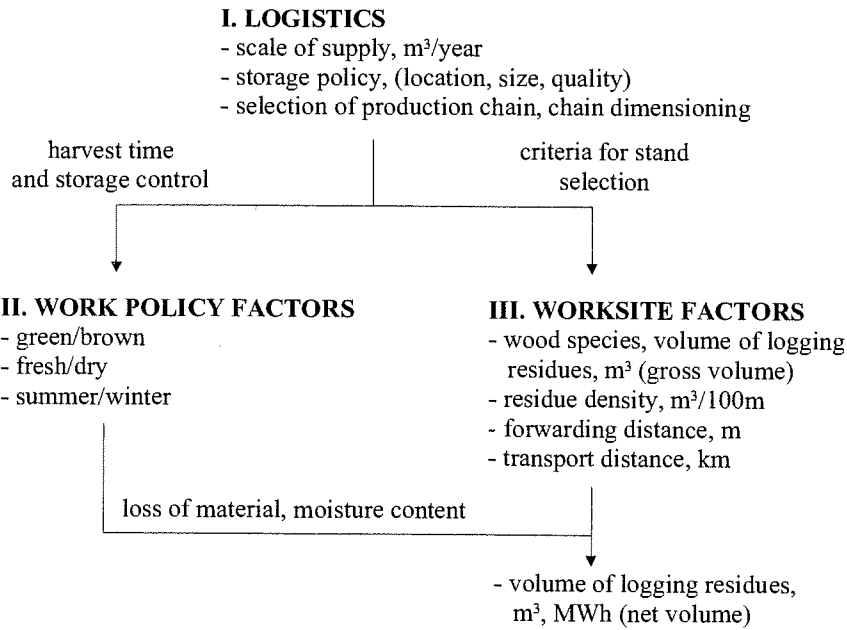 I. LOGISTICS
- scale of supply, m³/year
- storage policy, (location, size, quality)
- selection of production chain, chain dimensioning
harvest time
and storage control
criteria for stand
selection
II. WORK POLICY FACTORS
- green/brown
- fresh/dry
- summer/winter
III. WORKSITE FACTORS
- wood species, volume of logging
residues, m³ (gross volume)
- residue density, m³/100m
- forwarding distance, m
- transport distance, km
loss of material, moisture content
- volume of logging residues,
m³, MWh (net volume)